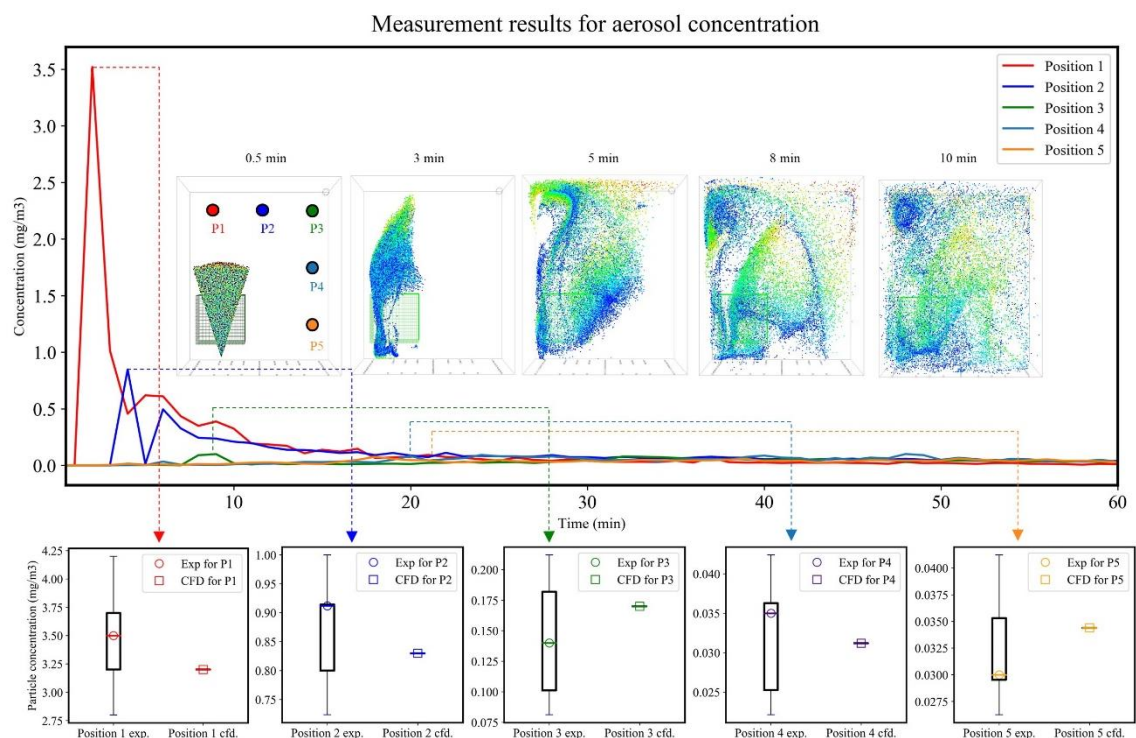 Measurement results for aerosol concentration
Concentration (mg/m3)
3.5
3.0
2.5
2.0
1.5
1.0
0.5
0.0
Position 1
Position 2
Position 3
Position 4
Position 5
0.5 min
3 min
5 min
8 min
10 min
P1
P2
P3
P4
P5
10
20
30
40
50
60
Time (min)
Particle concentration (mg/m3)
4.25
4.00
3.75
3.50
3.25
3.00
2.75
Exp for P1
CFD for P1
Position 1 exp.
Position 1 cfd.
1.00
0.95
0.90
0.85
0.80
0.75
Exp for P2
CFD for P2
Position 2 exp.
Position 2 cfd.
0.200
0.175
0.150
0.125
0.100
0.075
Exp for P3
CFD for P3
Position 3 exp.
Position 3 cfd.
0.040
0.035
0.030
0.025
Exp for P4
CFD for P4
Position 4 exp.
Position 4 cfd.
0.0400
0.0375
0.0350
0.0325
0.0300
0.0275
Exp for P5
CFD for P5
Position 5 exp.
Position 5 cfd.